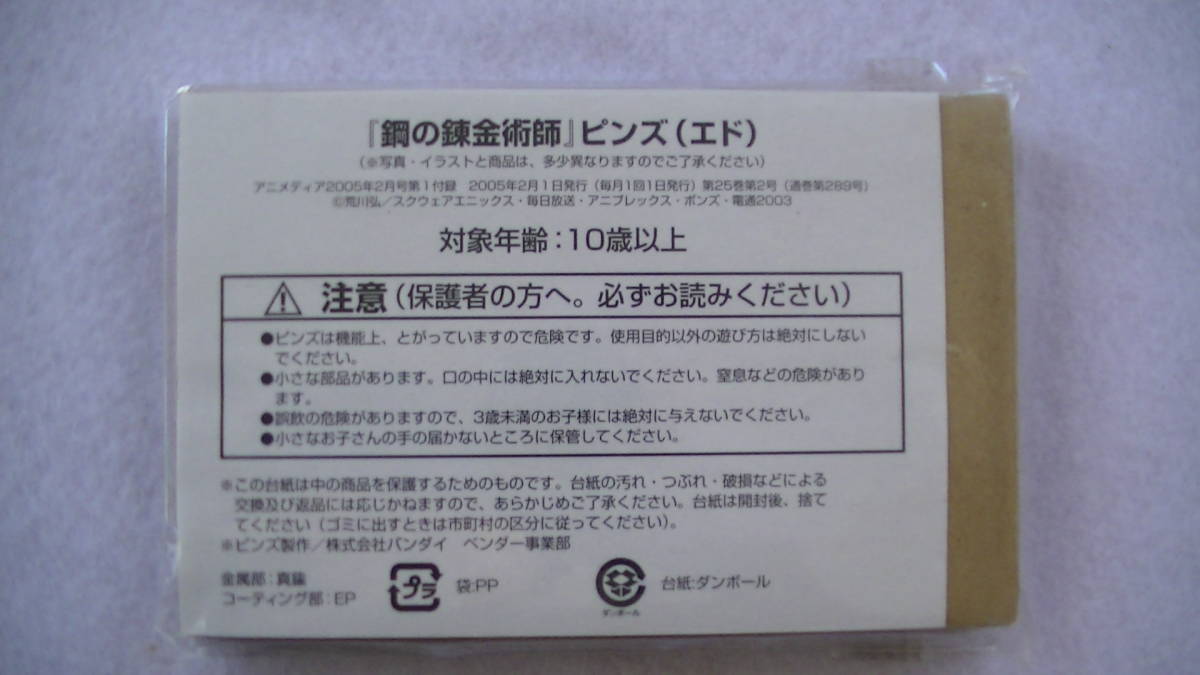 『鋼の錬金術師』ピンズ(エド)
(※写真・イラストと商品は、多少異なりますのでご了承ください)
アニメディア2005年2月号第1付録 2005年2月1日発行(毎月1回1日発行)第25巻第2号(通巻第289号)
©荒川弘/スクウェアエニックス・毎日放送・アニプレックス・ボンズ・電通2003
対象年齢:10歳以上
注意(保護者の方へ。必ずお読みください)
●ピンズは機能上、とがっていますので危険です。使用目的以外の遊び方は絶対にしない
でください。
●小さな部品があります。口の中には絶対に入れないでください。窒息などの危険があり
ます。
●誤飲の危険がありますので、3歳未満のお子様には絶対に与えないでください。
●小さなお子さんの手の届かないところに保管してください。
※この台紙は中の商品を保護するためのものです。台紙の汚れ・つぶれ・破損などによる
交換及び返品には応じかねますので、あらかじめご了承ください。台紙は開封後、捨て
てください(ゴミに出すときは市町村の区分に従ってください)。
※ピンズ製作/株式会社バンダイ ベンダー事業部
金属部:真鍮
コーティング部:EP
プラ
袋:PP
ダンボール
台紙:ダンボール